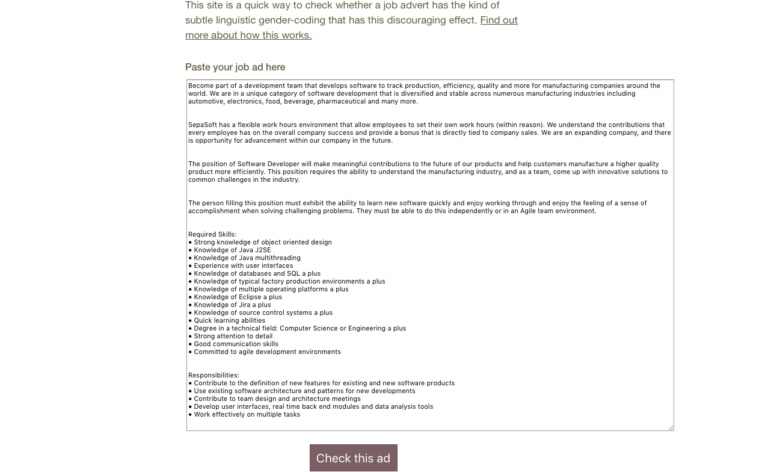 This site is a quick way to check whether a job advert has the kind of
subtle linguistic gender-coding that has this discouraging effect. Find out
more about how this works.
Paste your job ad here
Become part of a development team that develops software to track production, efficiency, quality and more for manufacturing companies around the
world. We are in a unique category of software development that is diversified and stable across numerous manufacturing industries including
automotive, electronics, food, beverage, pharmaceutical and many more.
SepaSoft has a flexible work hours environment that allow employees to set their own work hours (within reason). We understand the contributions that
every employee has on the overall company success and provide a bonus that is directly tied to company sales. We are an expanding company, and there
is opportunity for advancement within our company in the future.
The position of Software Developer will make meaningful contributions to the future of our products and help customers manufacture a higher quality
product more efficiently. This position requires the ability to understand the manufacturing industry, and as a team, come up with innovative solutions to
common challenges in the industry.
The person filling this position must exhibit the ability to learn new software quickly and enjoy working through and enjoy the feeling of a sense of
accomplishment when solving challenging problems. They must be able to do this independently or in an Agile team environment.
Required Skills:
• Strong knowledge of object oriented design
• Knowledge of Java J2SE
• Knowledge of Java multithreading
• Experience with user interfaces
• Knowledge of databases and SQL a plus
• Knowledge of typical factory production environments a plus
• Knowledge of multiple operating platforms a plus
• Knowledge of Eclipse a plus
• Knowledge of Jira a plus
• Knowledge of source control systems a plus
• Quick learning abilities
• Degree in a technical field: Computer Science or Engineering a plus
• Strong attention to detail
• Good communication skills
• Committed to agile development environments
Responsibilities:
• Contribute to the definition of new features for existing and new software products
• Use existing software architecture and patterns for new developments
• Contribute to team design and architecture meetings
• Develop user interfaces, real time back end modules and data analysis tools
• Work effectively on multiple tasks
Check this ad